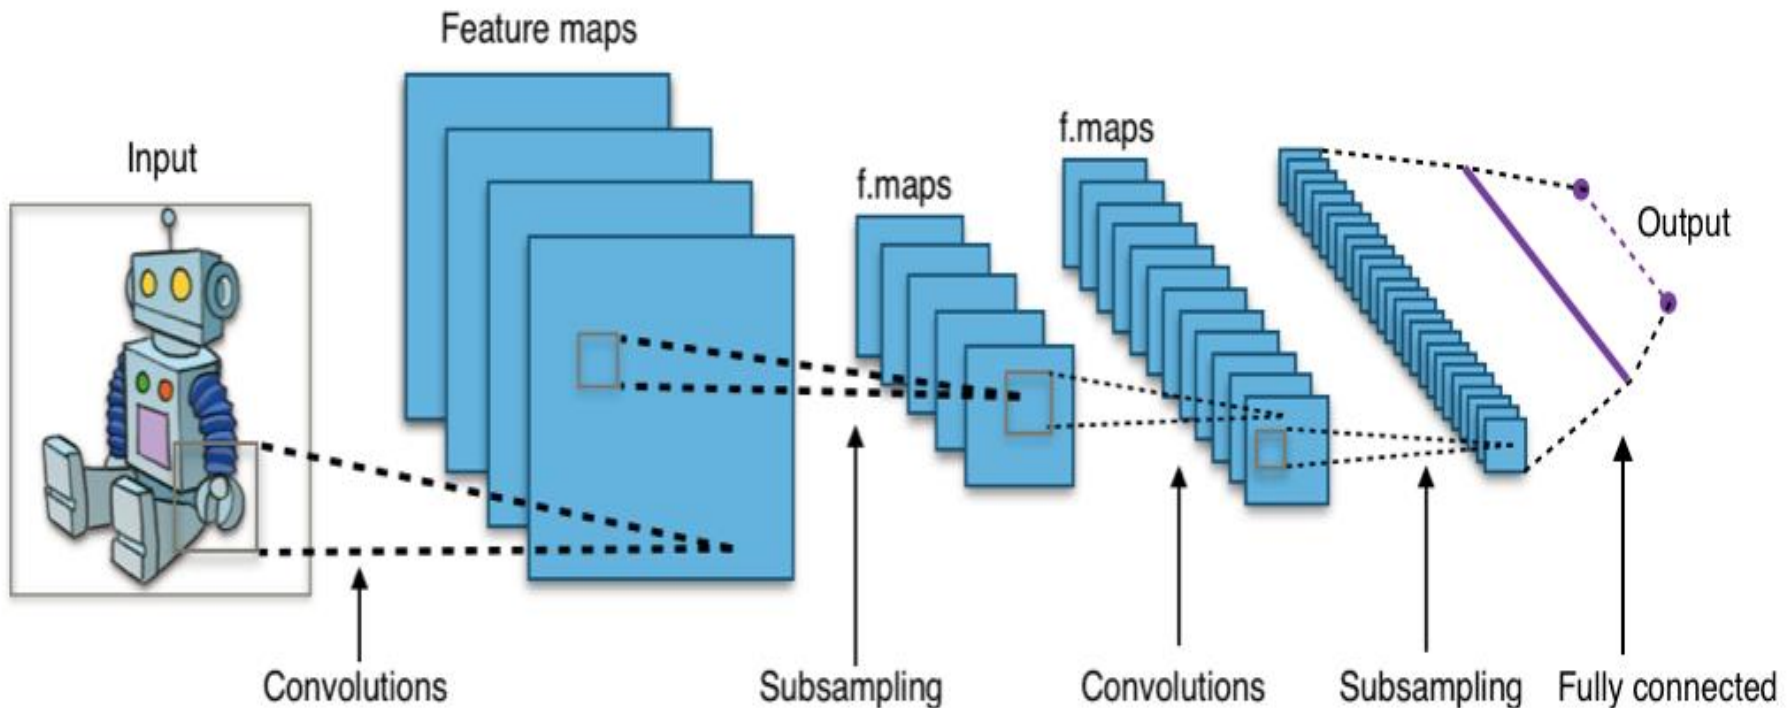 Feature maps
Input
f.maps
f.maps
Output
Convolutions
Subsampling
Convolutions
Subsampling
Fully connected